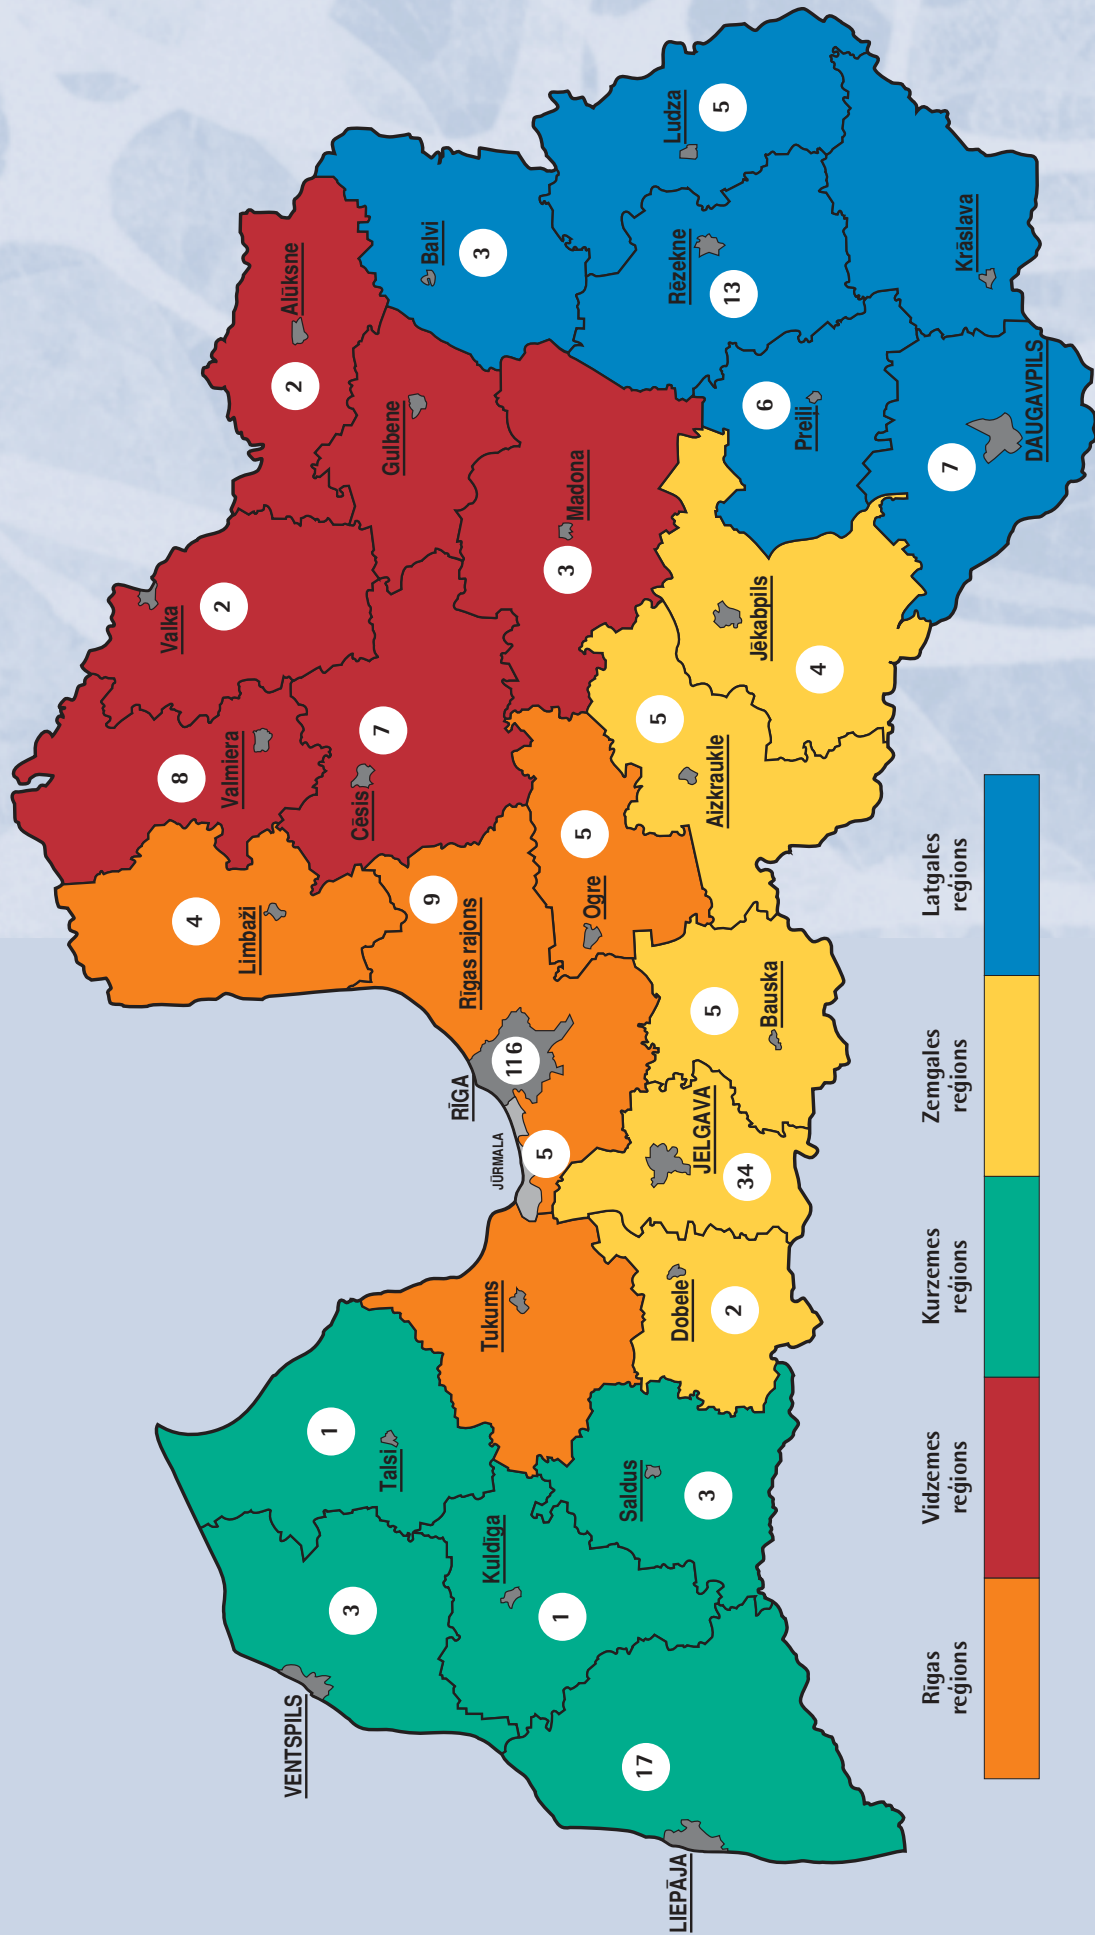 VENTSPILS
3
Talsi
1
Kuldīga
1
LIEPĀJA
17
Saldus
3
Tukums
Dobele
2
JELGAVA
34
Bauska
5
JŪRMALA
5
RĪGA
116
Rīgas rajons
9
Limbaži
4
Ogre
5
Valmiera
8
Cēsis
7
Valka
2
Alūksne
2
Gulbene
Madona
3
Aizkraukle
5
Jēkabpils
4
Balvi
3
Ludza
5
Rēzekne
13
Preiļi
6
Krāslava
DAUGAVPILS
7
Rīgas
reģions
Vidzemes
reģions
Kurzemes
reģions
Zemgales
reģions
Latgales
reģions